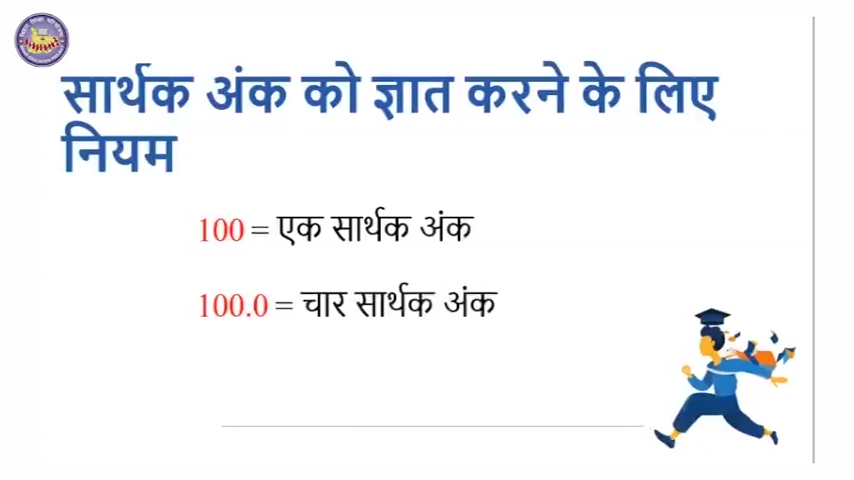 सार्थक अंक को ज्ञात करने के लिए
नियम
100 = एक सार्थक अंक
100.0 = चार सार्थक अंक